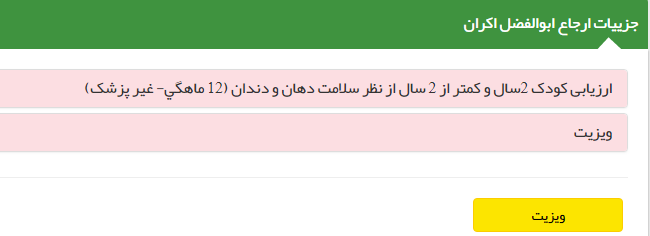 جزییات ارجاع ابوالفضل اکران
ارزیابی کودک 2سال و کمتر از 2 سال از نظر سلامت دهان و دندان (12 ماهگي- غیر پزشک)
ویزیت
ویزیت